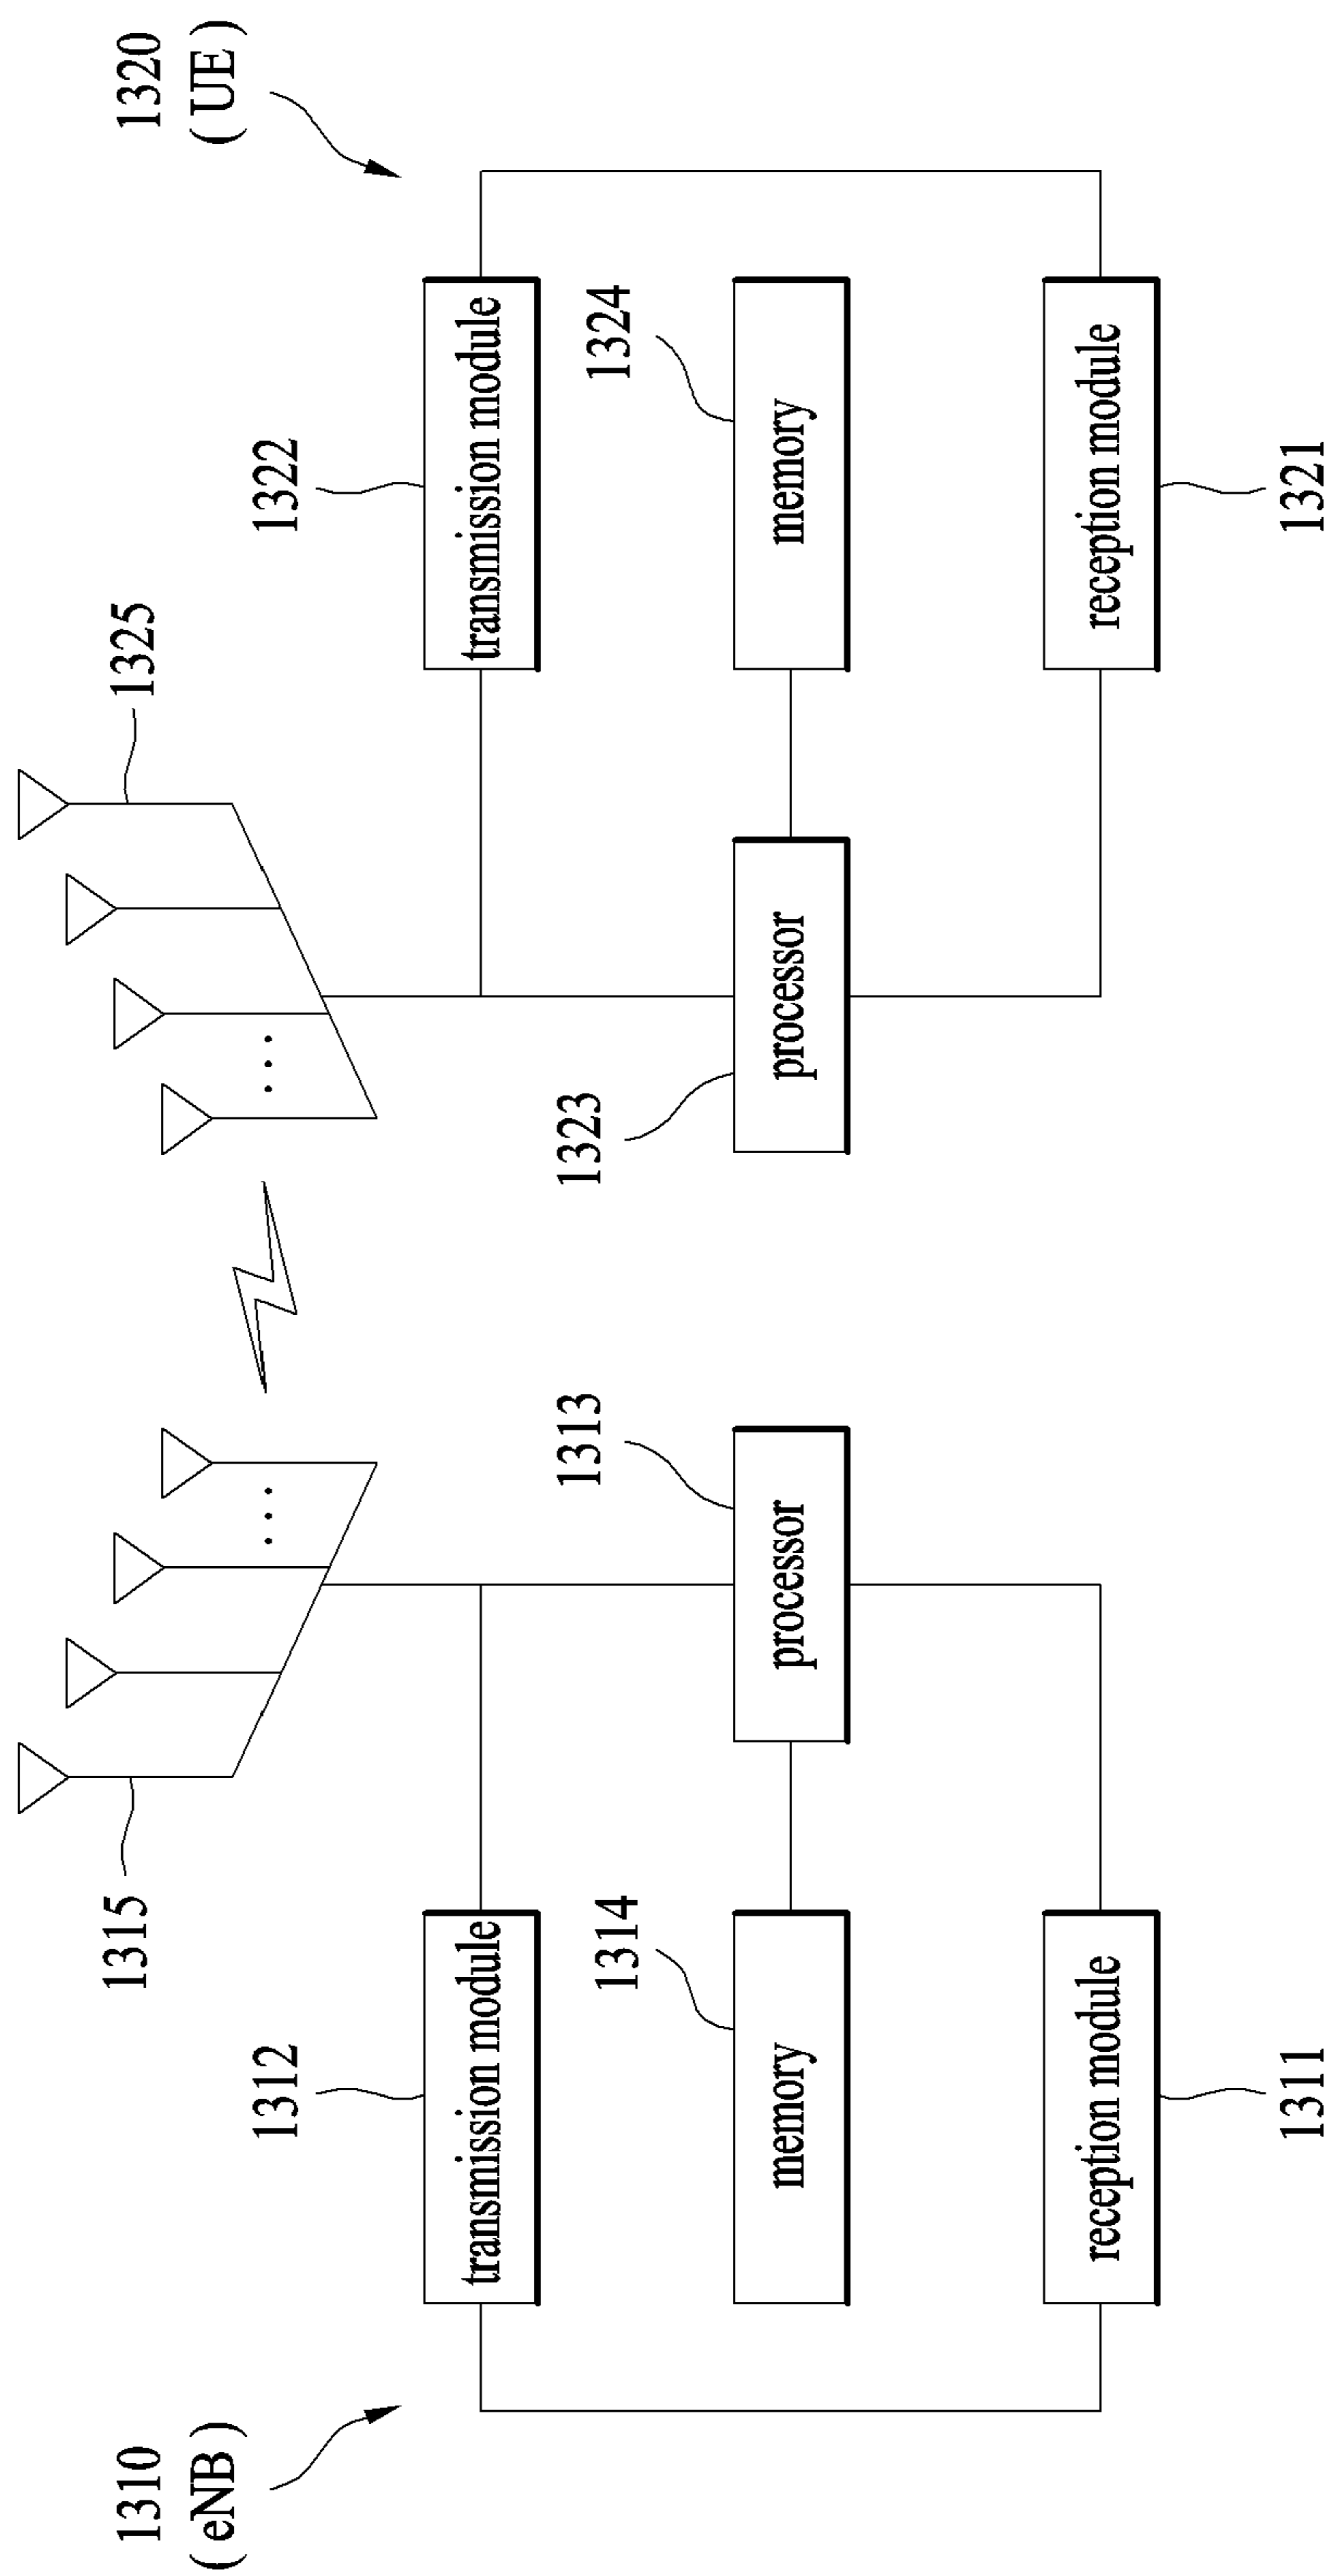 1310
( eNB )
1320
( UE )
1315
1325
1312
1322
transmission module
transmission module
1314
1313
1323
1324
memory
processor
processor
memory
reception module
reception module
1311
1321